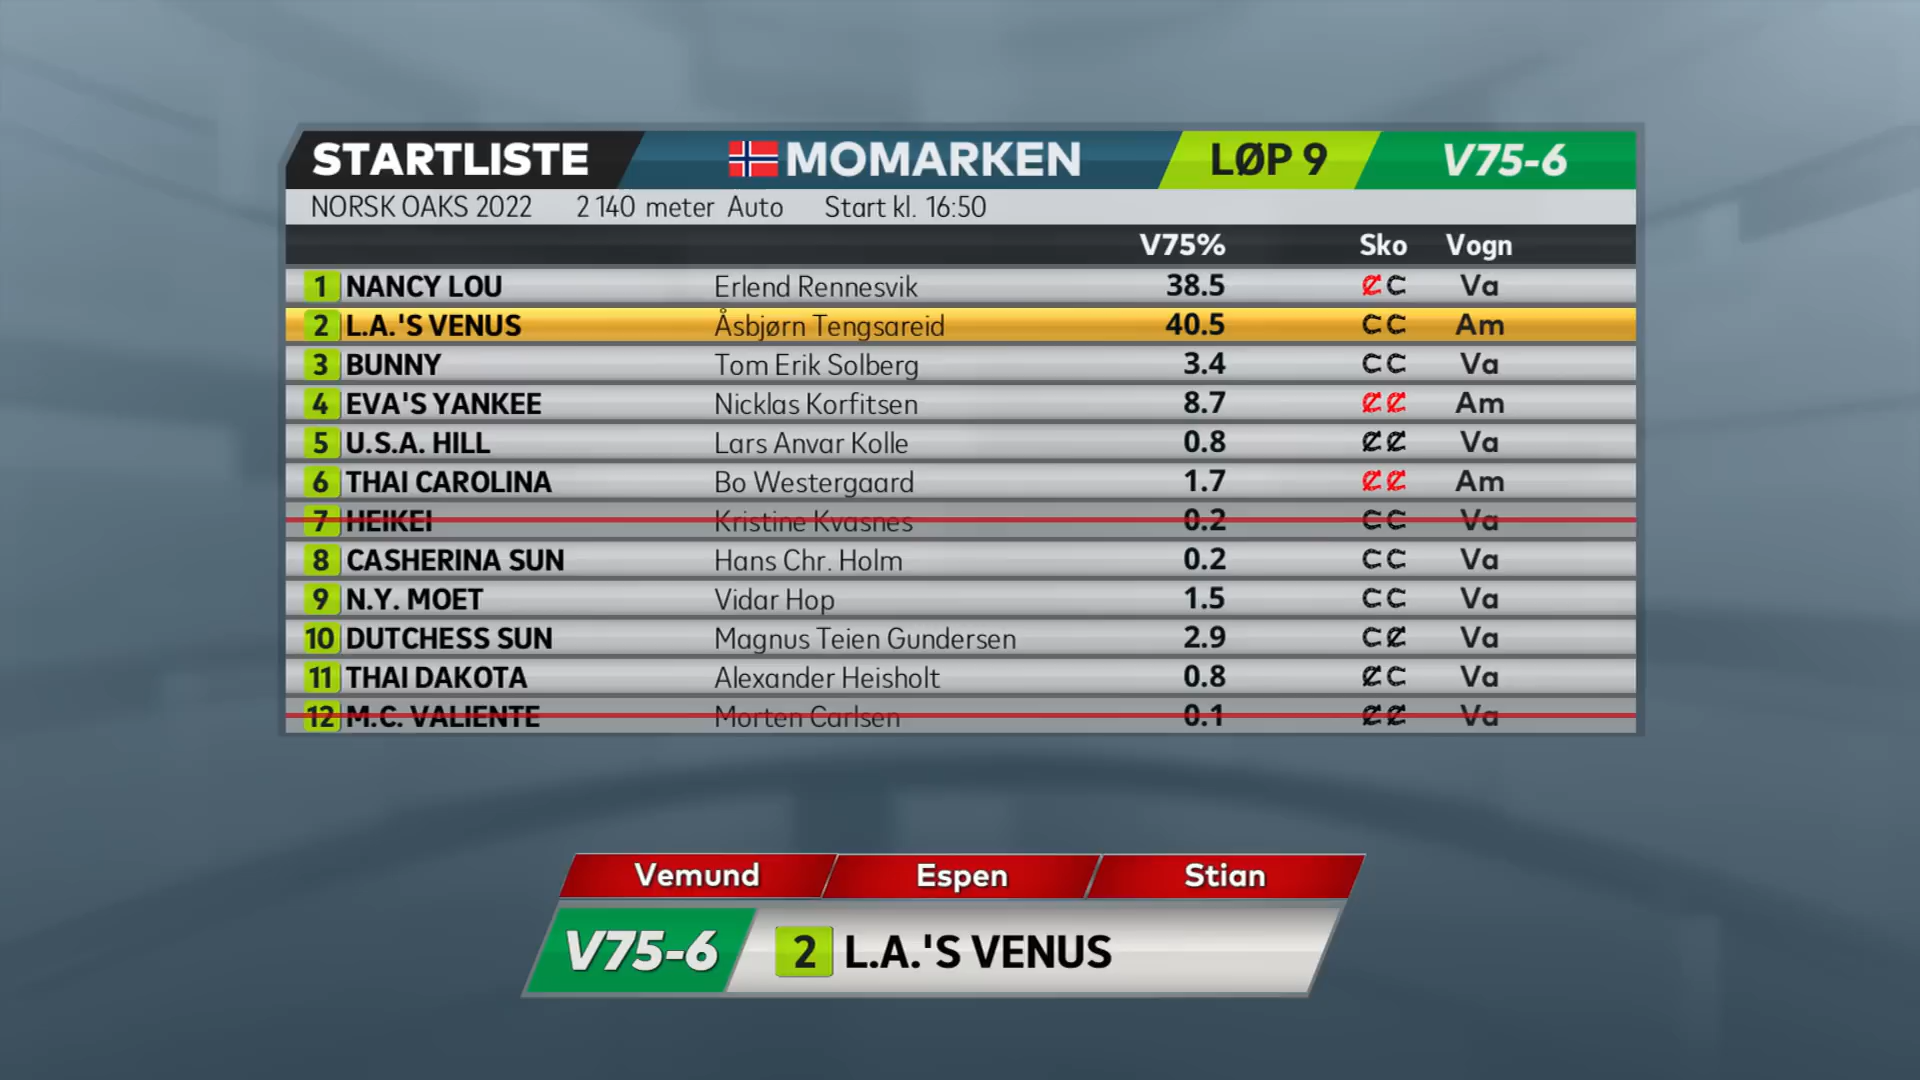 STARTLISTE MOMARKEN LØP 9 V75-6
NORSK OAKS 2022 2 140 meter Auto Start kl. 16:50
V75% Sko Vogn
1 NANCY LOU Erlend Rennesvik 38.5 Va
2 L.A.'S VENUS Åsbjørn Tengsareid 40.5 Am
3 BUNNY Tom Erik Solberg 3.4 Va
4 EVA'S YANKEE Nicklas Korfitsen 8.7 Am
5 U.S.A. HILL Lars Anvar Kolle 0.8 Va
6 THAI CAROLINA Bo Westergaard 1.7 Am
7 HEIKEI Kristine Kvasnes 0.2 Va
8 CASHERINA SUN Hans Chr. Holm 0.2 Va
9 N.Y. MOET Vidar Hop 1.5 Va
10 DUTCHESS SUN Magnus Teien Gundersen 2.9 Va
11 THAI DAKOTA Alexander Heisholt 0.8 Va
12 M.C. VALIENTE Morten Carlsen 0.1 Va
Vemund Espen Stian
V75-6 2 L.A.'S VENUS